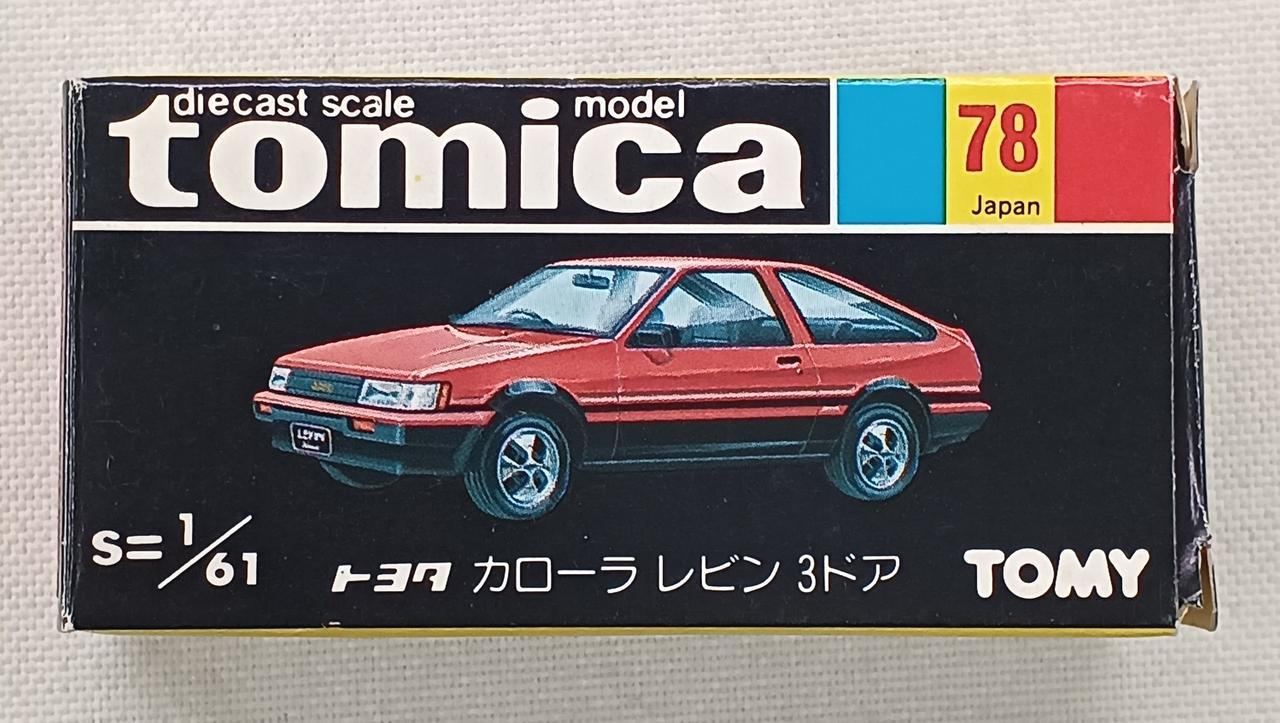 diecast scale model
tomica
78
Japan
LEVIN
S=1/61
トヨタ カローラ レビン 3ドア
TOMY